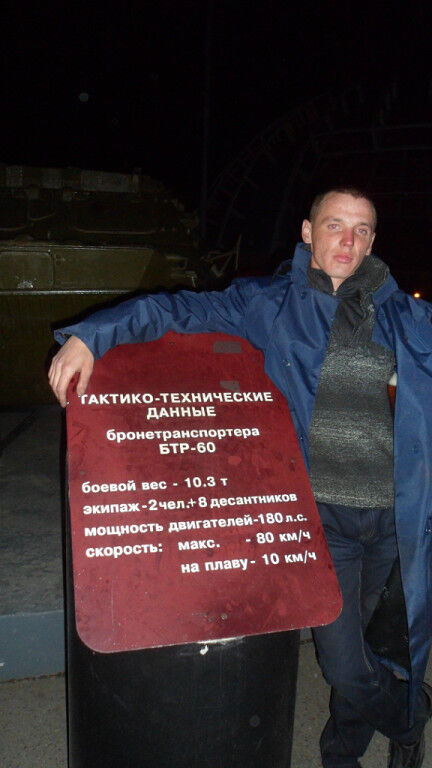 ТАКТИКО-ТЕХНИЧЕСКИЕ
ДАННЫЕ
бронетранспортера
БТР-60
боевой вес - 10.3 т
экипаж-2чел.+8 десантников
мощность двигателей-180 л.с.
скорость: макс. - 80 км/ч
на плаву- 10 км/ч